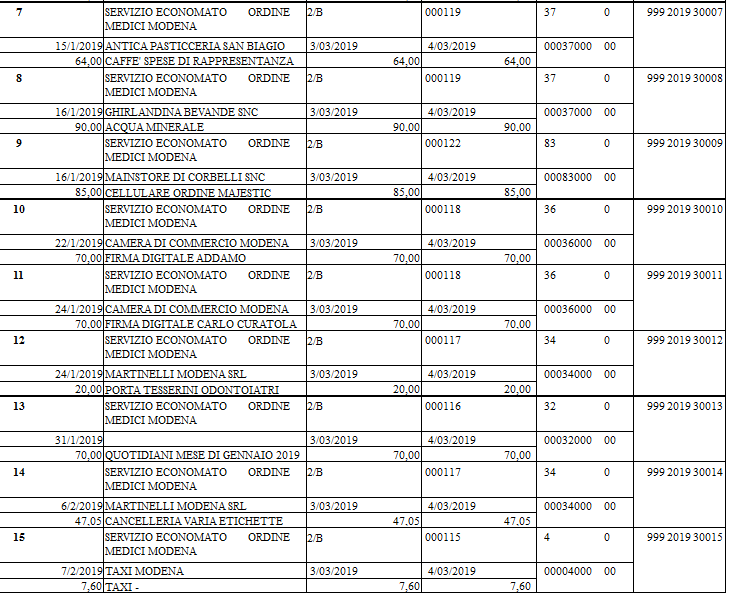 7 SERVIZIO ECONOMATO ORDINE 2/B 000119 37 0 999 2019 30007
MEDICI MODENA
15/1/2019 ANTICA PASTICCERIA SAN BIAGIO 3/03/2019 4/03/2019 00037000 00
64,00 CAFFE' SPESE DI RAPPRESENTANZA 64,00 64,00
8 SERVIZIO ECONOMATO ORDINE 2/B 000119 37 0 999 2019 30008
MEDICI MODENA
16/1/2019 GHIRLANDINA BEVANDE SNC 3/03/2019 4/03/2019 00037000 00
90,00 ACQUA MINERALE 90,00 90,00
9 SERVIZIO ECONOMATO ORDINE 2/B 000122 83 0 999 2019 30009
MEDICI MODENA
16/1/2019 MAINSTORE DI CORBELLI SNC 3/03/2019 4/03/2019 00083000 00
85,00 CELLULARE ORDINE MAJESTIC 85,00 85,00
10 SERVIZIO ECONOMATO ORDINE 2/B 000118 36 0 999 2019 30010
MEDICI MODENA
22/1/2019 CAMERA DI COMMERCIO MODENA 3/03/2019 4/03/2019 00036000 00
70,00 FIRMA DIGITALE ADDAMO 70,00 70,00
11 SERVIZIO ECONOMATO ORDINE 2/B 000118 36 0 999 2019 30011
MEDICI MODENA
24/1/2019 CAMERA DI COMMERCIO MODENA 3/03/2019 4/03/2019 00036000 00
70,00 FIRMA DIGITALE CARLO CURATOLA 70,00 70,00
12 SERVIZIO ECONOMATO ORDINE 2/B 000117 34 0 999 2019 30012
MEDICI MODENA
24/1/2019 MARTINELLI MODENA SRL 3/03/2019 4/03/2019 00034000 00
20,00 PORTA TESSERINI ODONTOIATRI 20,00 20,00
13 SERVIZIO ECONOMATO ORDINE 2/B 000116 32 0 999 2019 30013
MEDICI MODENA
31/1/2019 3/03/2019 4/03/2019 00032000 00
70,00 QUOTIDIANI MESE DI GENNAIO 2019 70,00 70,00
14 SERVIZIO ECONOMATO ORDINE 2/B 000117 34 0 999 2019 30014
MEDICI MODENA
6/2/2019 MARTINELLI MODENA SRL 3/03/2019 4/03/2019 00034000 00
47,05 CANCELLERIA VARIA ETICHETTE 47,05 47,05
15 SERVIZIO ECONOMATO ORDINE 2/B 000115 4 0 999 2019 30015
MEDICI MODENA
7/2/2019 TAXI MODENA 3/03/2019 4/03/2019 00004000 00
7,60 TAXI - 7,60 7,60